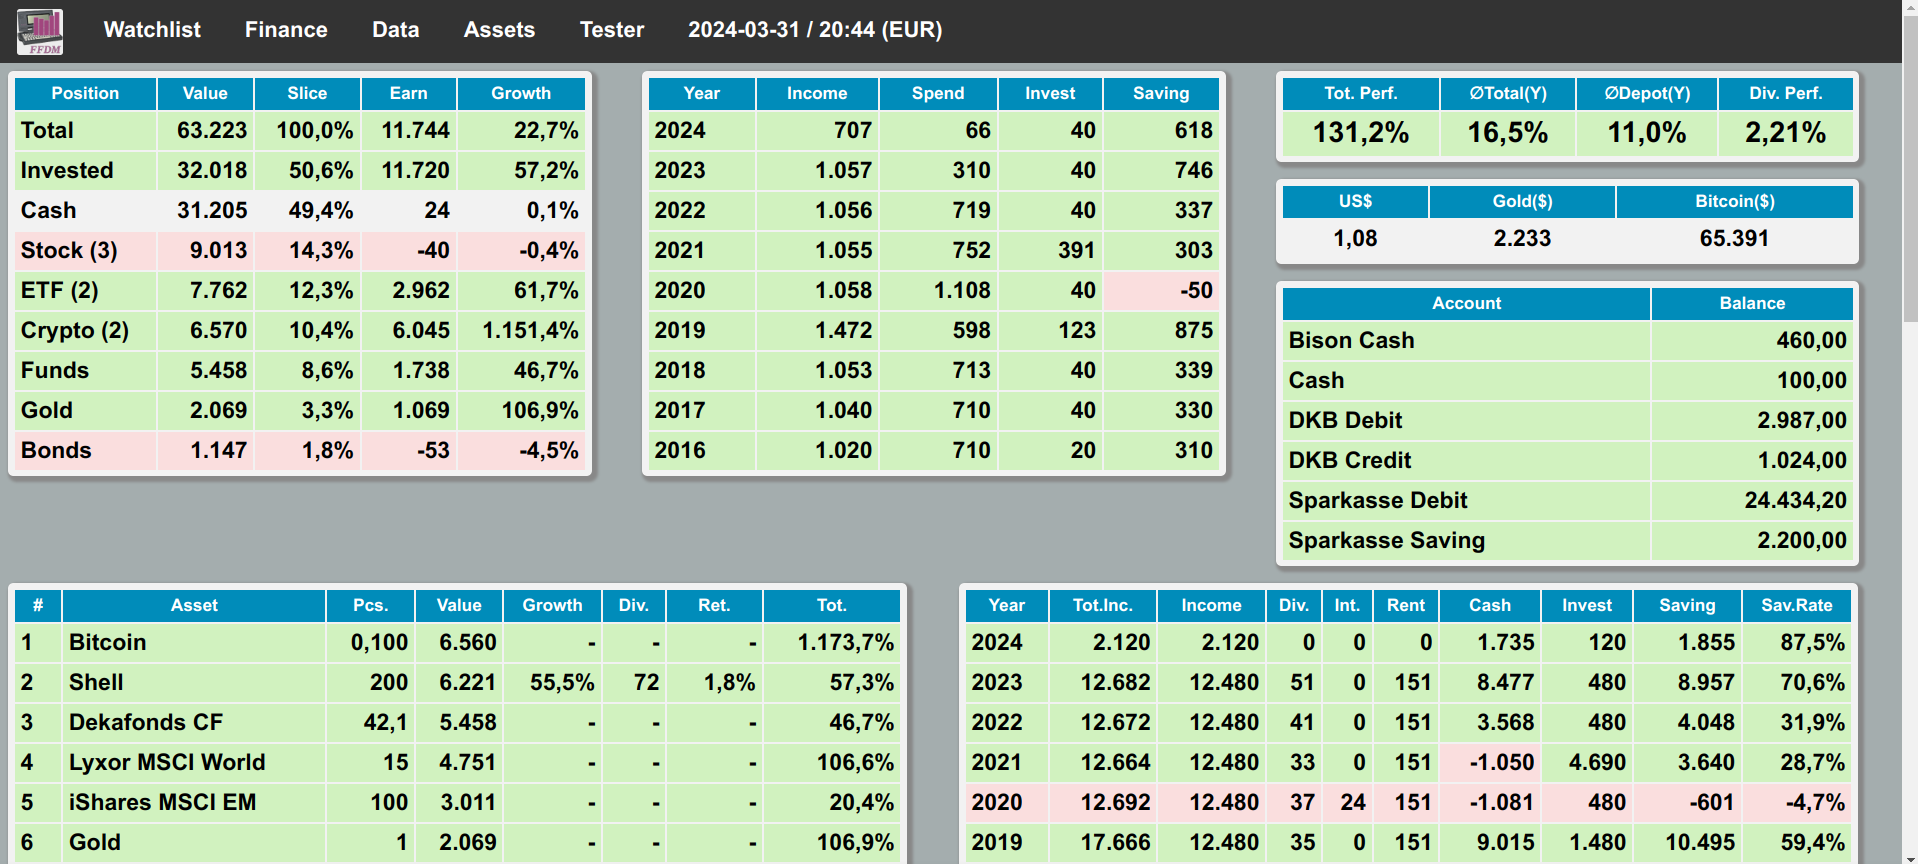 FFDM
Watchlist Finance Data Assets Tester 2024-03-31 / 20:44 (EUR)
Position Value Slice Earn Growth
Total 63.223 100,0% 11.744 22,7%
Invested 32.018 50,6% 11.720 57,2%
Cash 31.205 49,4% 24 0,1%
Stock (3) 9.013 14,3% -40 -0,4%
ETF (2) 7.762 12,3% 2.962 61,7%
Crypto (2) 6.570 10,4% 6.045 1.151,4%
Funds 5.458 8,6% 1.738 46,7%
Gold 2.069 3,3% 1.069 106,9%
Bonds 1.147 1,8% -53 -4,5%
Year Income Spend Invest Saving
2024 707 66 40 618
2023 1.057 310 40 746
2022 1.056 719 40 337
2021 1.055 752 391 303
2020 1.058 1.108 40 -50
2019 1.472 598 123 875
2018 1.053 713 40 339
2017 1.040 710 40 330
2016 1.020 710 20 310
Tot. Perf. ∅Total(Y) ∅Depot(Y) Div. Perf.
131,2% 16,5% 11,0% 2,21%
US$ Gold($) Bitcoin($)
1,08 2.233 65.391
Account Balance
Bison Cash 460,00
Cash 100,00
DKB Debit 2.987,00
DKB Credit 1.024,00
Sparkasse Debit 24.434,20
Sparkasse Saving 2.200,00
# Asset Pcs. Value Growth Div. Ret. Tot.
1 Bitcoin 0,100 6.560 - - - 1.173,7%
2 Shell 200 6.221 55,5% 72 1,8% 57,3%
3 Dekafonds CF 42,1 5.458 - - - 46,7%
4 Lyxor MSCI World 15 4.751 - - - 106,6%
5 iShares MSCI EM 100 3.011 - - - 20,4%
6 Gold 1 2.069 - - - 106,9%
Year Tot.Inc. Income Div. Int. Rent Cash Invest Saving Sav.Rate
2024 2.120 2.120 0 0 0 1.735 120 1.855 87,5%
2023 12.682 12.480 51 0 151 8.477 480 8.957 70,6%
2022 12.672 12.480 41 0 151 3.568 480 4.048 31,9%
2021 12.664 12.480 33 0 151 -1.050 4.690 3.640 28,7%
2020 12.692 12.480 37 24 151 -1.081 480 -601 -4,7%
2019 17.666 12.480 35 0 151 9.015 1.480 10.495 59,4%